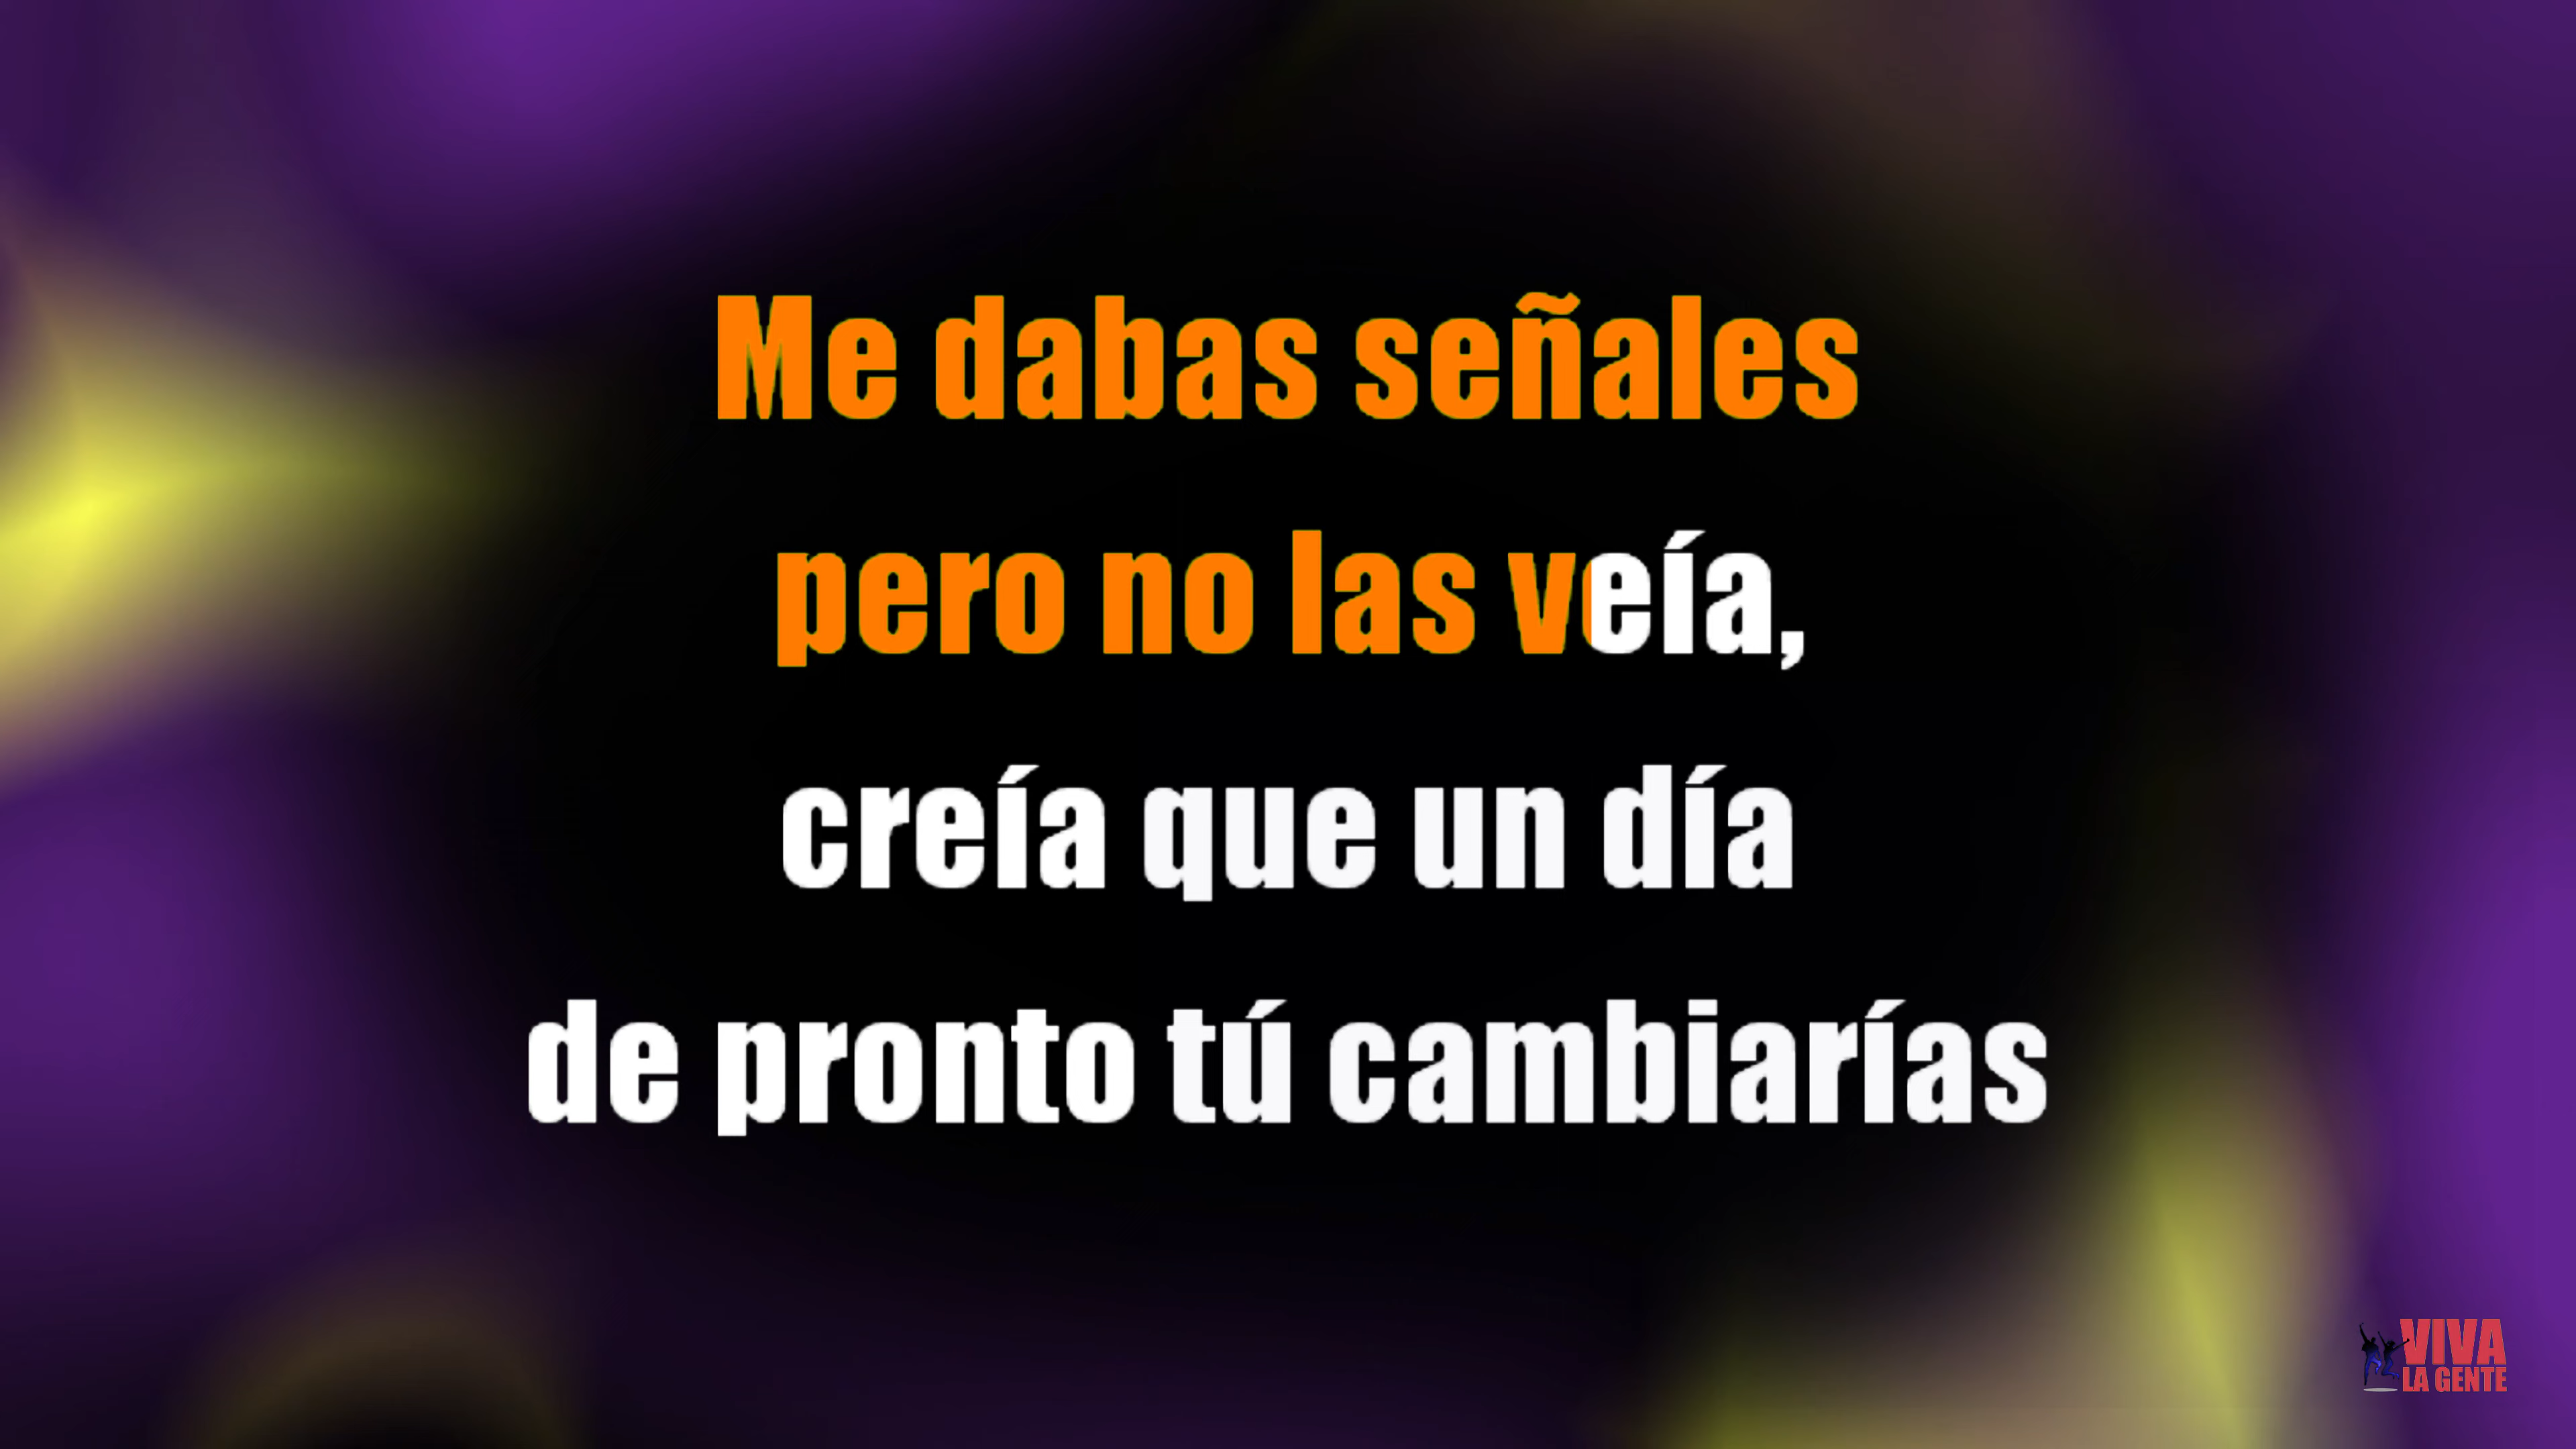 Me dabas señales
pero no las veía,
creía que un día
de pronto tú cambiarías
VIVA
LA GENTE